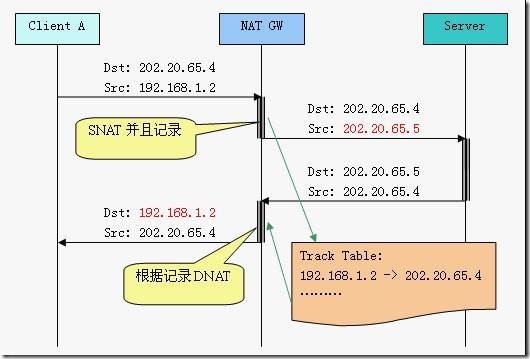 Client A
NAT GW
Server
Dst: 202.20.65.4
Src: 192.168.1.2
SNAT 并且记录
Dst: 202.20.65.4
Src: 202.20.65.5
Dst: 202.20.65.5
Src: 202.20.65.4
Dst: 192.168.1.2
Src: 202.20.65.4
根据记录DNAT
Track Table:
192.168.1.2 -> 202.20.65.4
.........